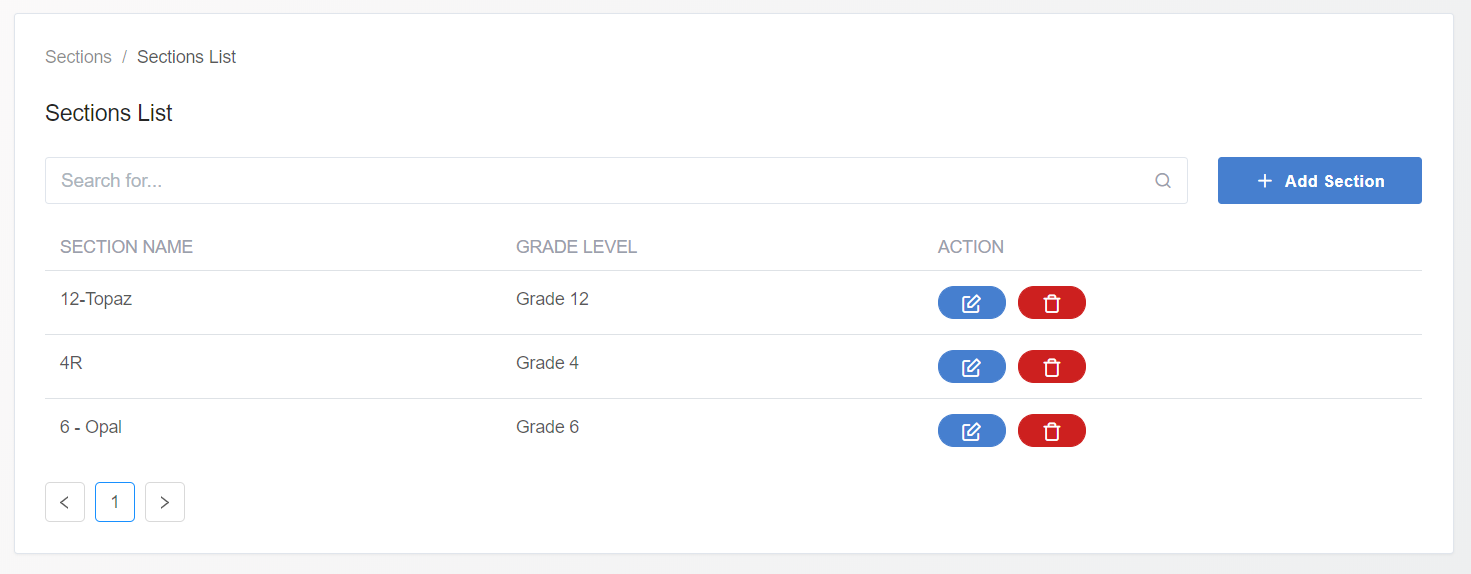 Sections / Sections List
Sections List
Search for...
Add Section
SECTION NAME GRADE LEVEL ACTION
12-Topaz Grade 12
4R Grade 4
6 - Opal Grade 6
< 1 >